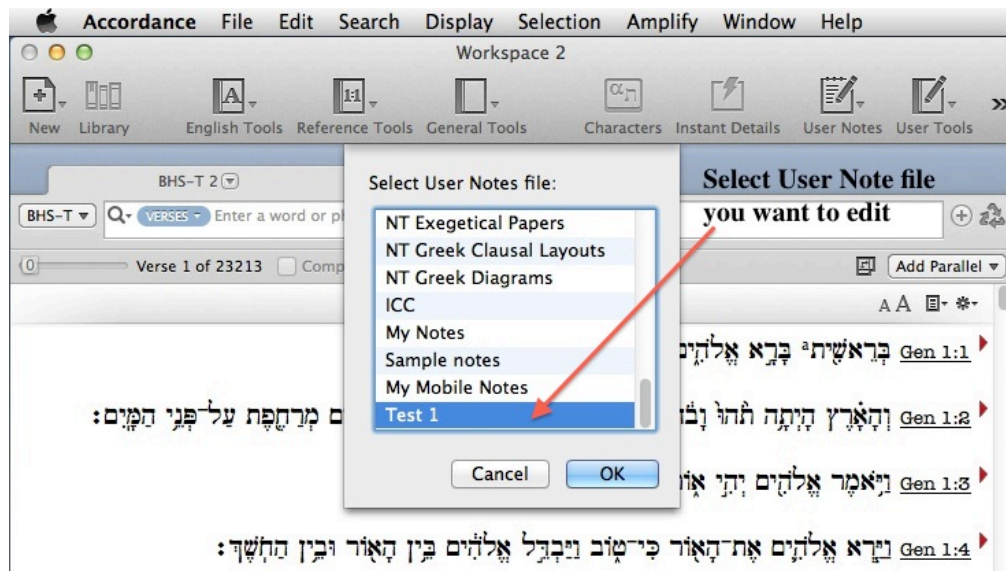 Accordance File Edit Search Display Selection Amplify Window Help
Workspace 2
New Library English Tools Reference Tools General Tools Characters Instant Details User Notes User Tools
BHS-T 2
BHS-T VERSES Enter a word or
Verse 1 of 23213 Comp Add Parallel
Select User Notes file:
NT Exegetical Papers
NT Greek Clausal Layouts
NT Greek Diagrams
ICC
My Notes
Sample notes
My Mobile Notes
Test 1
Cancel OK
Select User Note file
you want to edit
A A
Gen 1:1 בְּרֵאשִׁ֖ית a בָּרָ֣א
Gen 1:2 וְהָאָ֗רֶץ הָיְתָ֥ה תֹ֙הוּ֙ מְרַחֶ֖פֶת עַל־פְּנֵ֥י הַמָּֽיִם׃
Gen 1:3 וַיֹּ֥אמֶר אֱלֹהִ֖ים יְהִ֣י
Gen 1:4 וַיַּ֧רְא אֱלֹהִ֛ים אֶת־הָא֖וֹר כִּי־ט֑וֹב וַיַּבְדֵּ֣ל אֱלֹהִ֔ים בֵּ֥ין הָא֖וֹר וּבֵ֥ין הַחֹֽשֶׁךְ׃